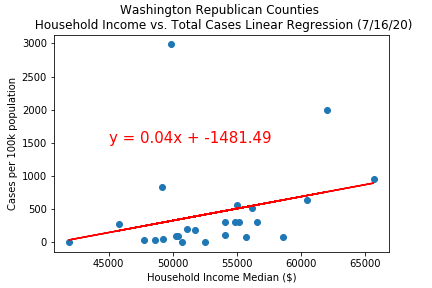 Washington Republican Counties
Household Income vs. Total Cases Linear Regression (7/16/20)
Cases per 100k population
3000
2500
2000
1500
1000
500
0
y = 0.04x + -1481.49
45000 50000 55000 60000 65000
Household Income Median ($)